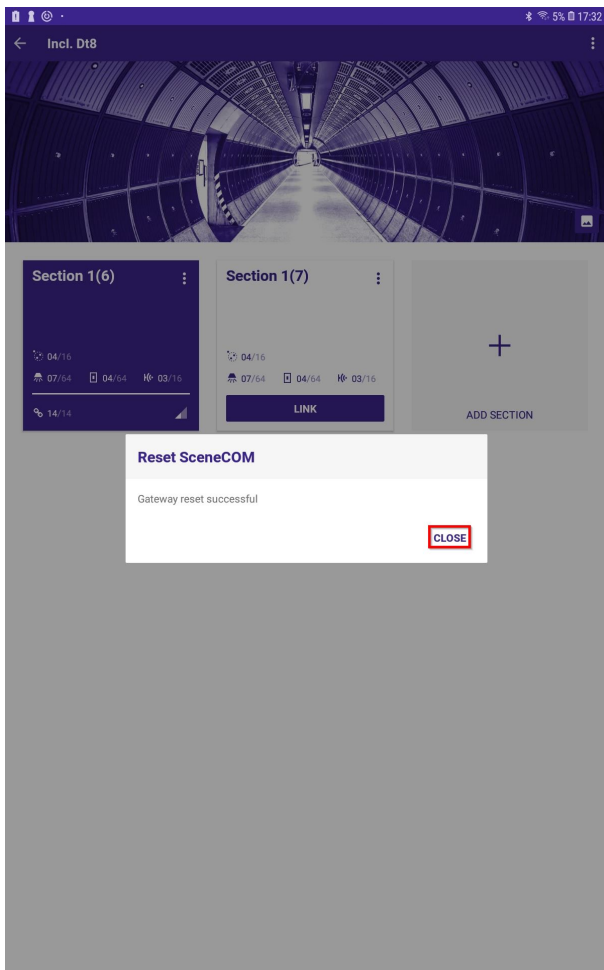 5% 17:32
Incl. Dt8
Section 1(6)
04/16
07/64 04/64 03/16
14/14
Section 1(7)
04/16
07/64 04/64 03/16
LINK
ADD SECTION
Reset SceneCOM
Gateway reset successful
CLOSE